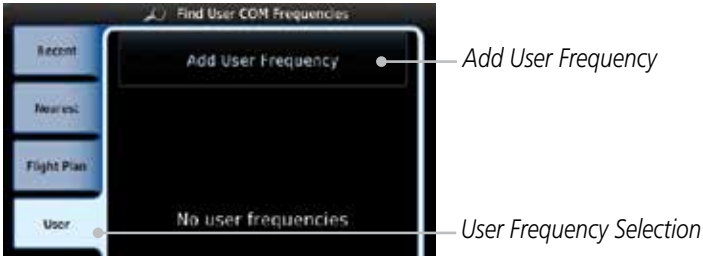 Find User COM Frequencies
Recent
Add User Frequency
Add User Frequency
Nearest
Flight Plan
User
No user frequencies
User Frequency Selection